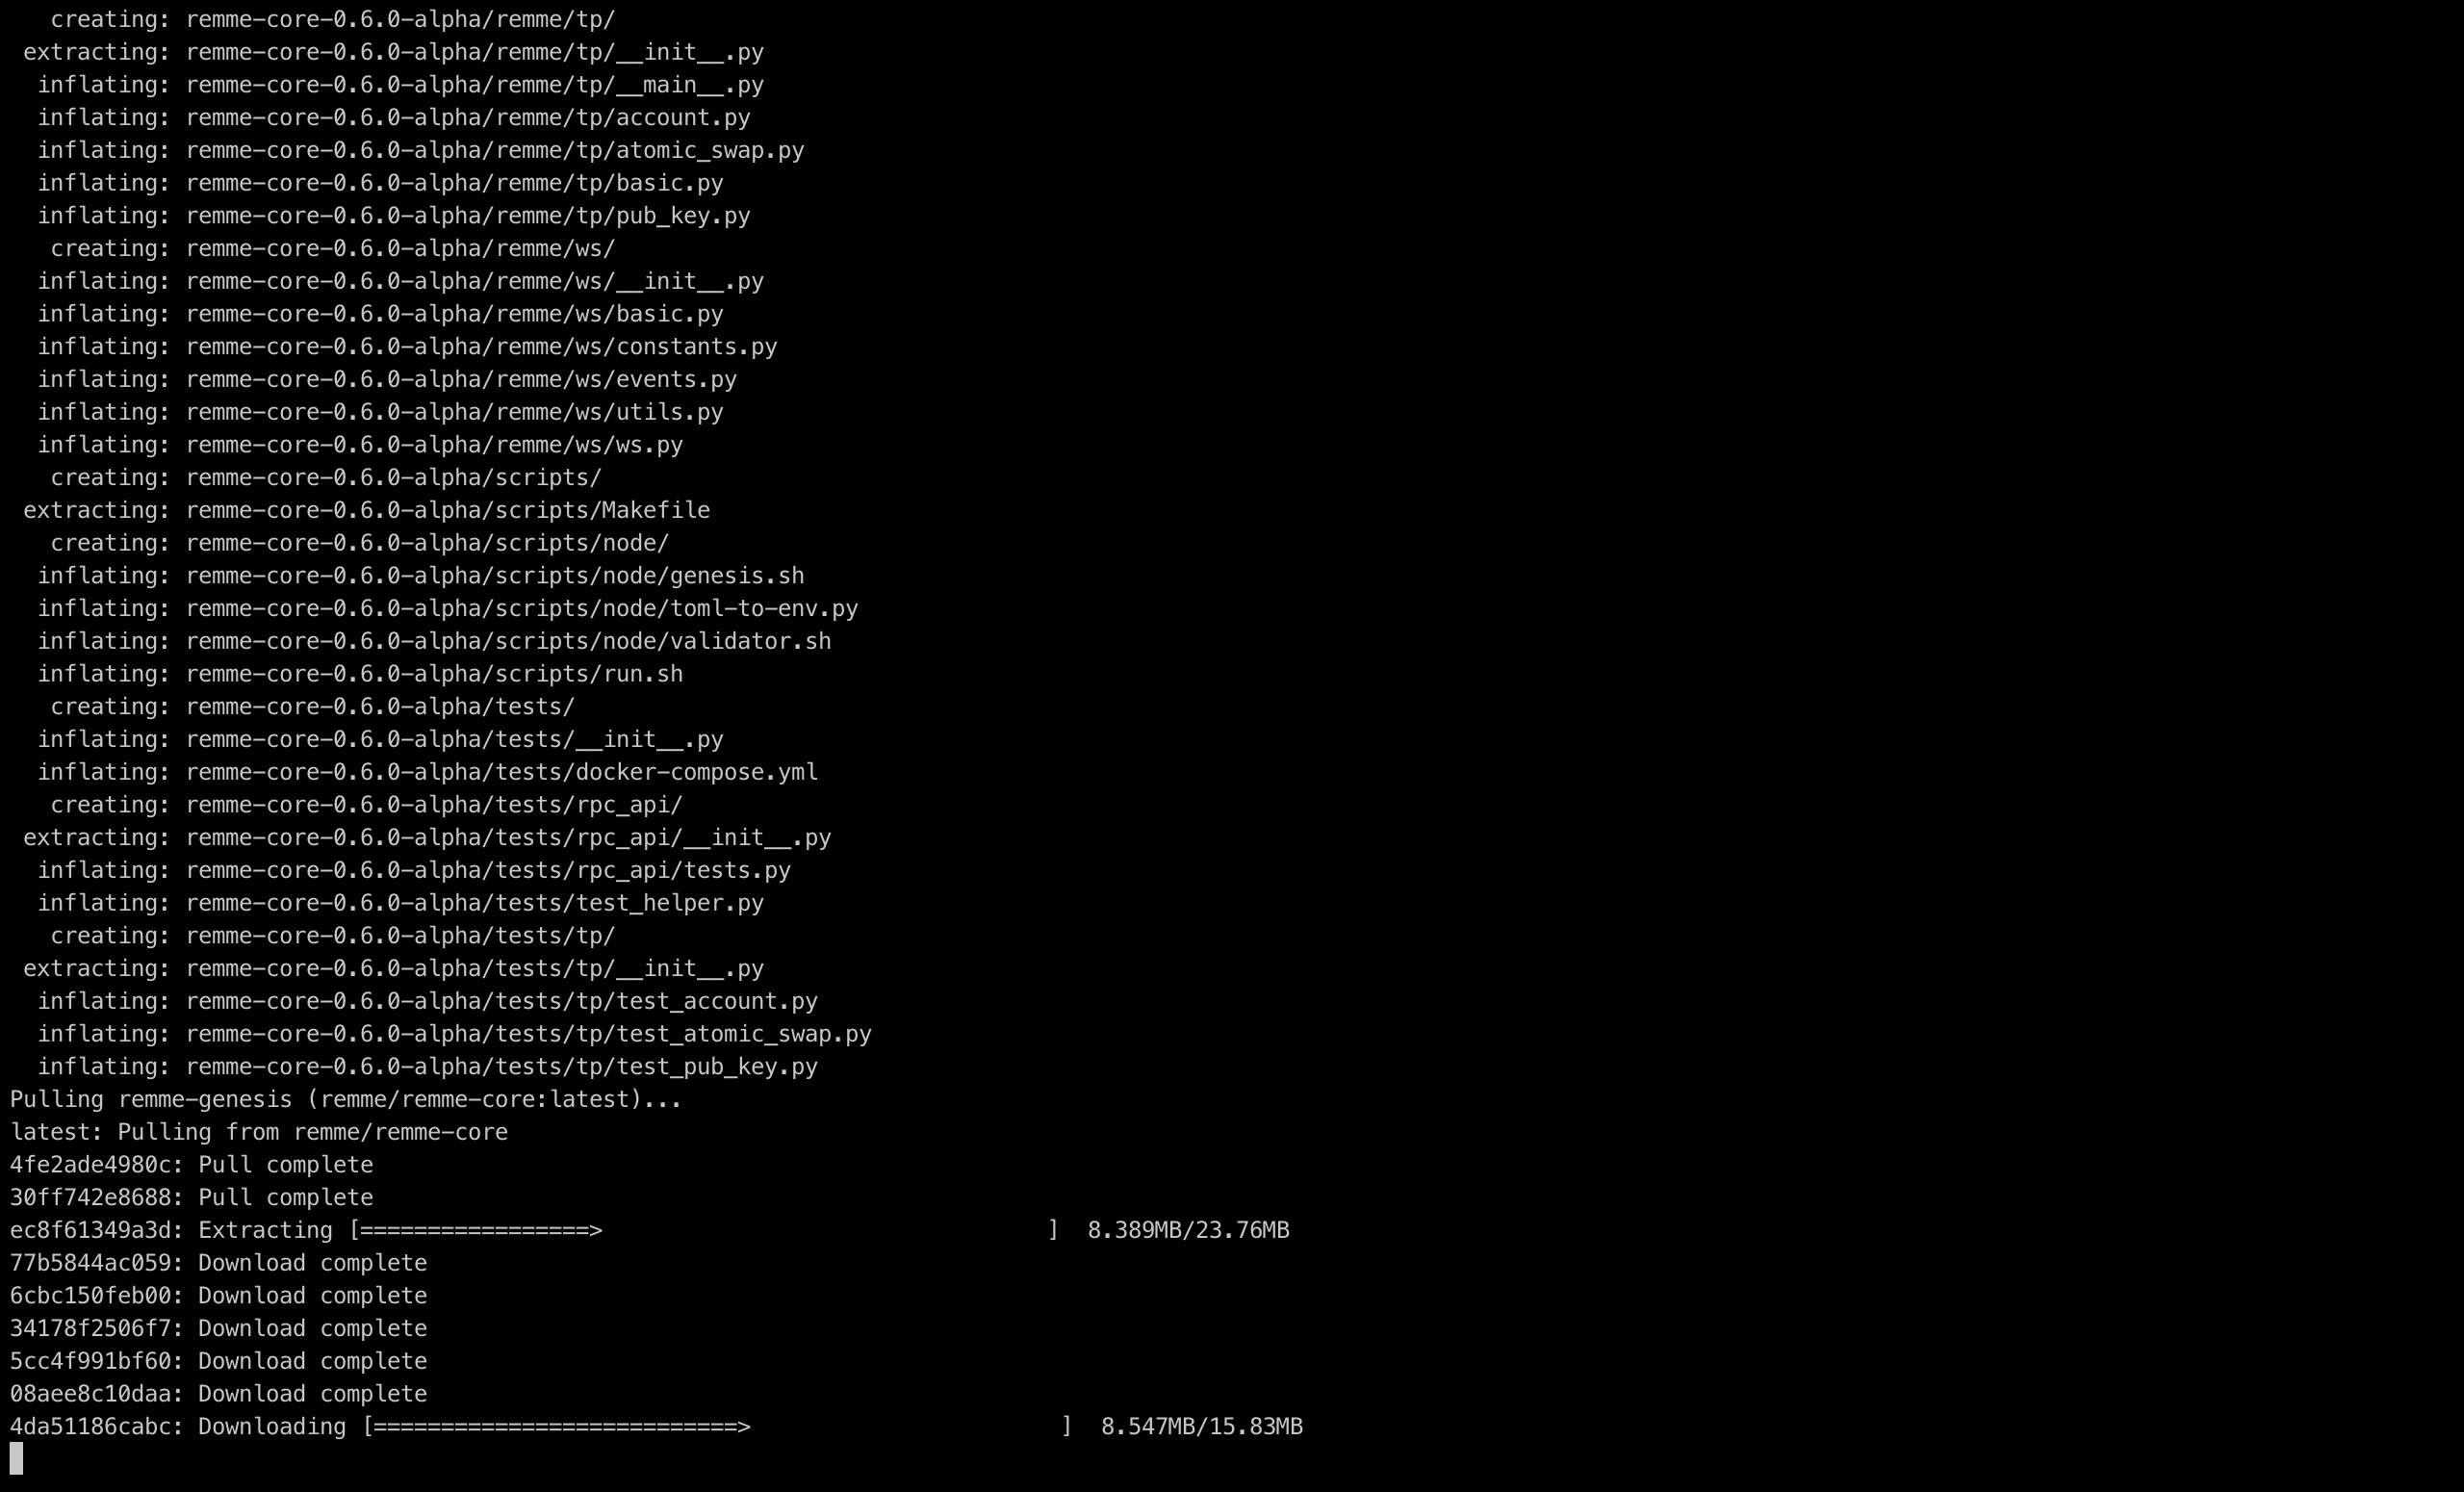 creating: remme-core-0.6.0-alpha/remme/tp/
extracting: remme-core-0.6.0-alpha/remme/tp/__init__.py
inflating: remme-core-0.6.0-alpha/remme/tp/__main__.py
inflating: remme-core-0.6.0-alpha/remme/tp/account.py
inflating: remme-core-0.6.0-alpha/remme/tp/atomic_swap.py
inflating: remme-core-0.6.0-alpha/remme/tp/basic.py
inflating: remme-core-0.6.0-alpha/remme/tp/pub_key.py
creating: remme-core-0.6.0-alpha/remme/ws/
inflating: remme-core-0.6.0-alpha/remme/ws/__init__.py
inflating: remme-core-0.6.0-alpha/remme/ws/basic.py
inflating: remme-core-0.6.0-alpha/remme/ws/constants.py
inflating: remme-core-0.6.0-alpha/remme/ws/events.py
inflating: remme-core-0.6.0-alpha/remme/ws/utils.py
inflating: remme-core-0.6.0-alpha/remme/ws/ws.py
creating: remme-core-0.6.0-alpha/scripts/
extracting: remme-core-0.6.0-alpha/scripts/Makefile
creating: remme-core-0.6.0-alpha/scripts/node/
inflating: remme-core-0.6.0-alpha/scripts/node/genesis.sh
inflating: remme-core-0.6.0-alpha/scripts/node/toml-to-env.py
inflating: remme-core-0.6.0-alpha/scripts/node/validator.sh
inflating: remme-core-0.6.0-alpha/scripts/run.sh
creating: remme-core-0.6.0-alpha/tests/
inflating: remme-core-0.6.0-alpha/tests/__init__.py
inflating: remme-core-0.6.0-alpha/tests/docker-compose.yml
creating: remme-core-0.6.0-alpha/tests/rpc_api/
extracting: remme-core-0.6.0-alpha/tests/rpc_api/__init__.py
inflating: remme-core-0.6.0-alpha/tests/rpc_api/tests.py
inflating: remme-core-0.6.0-alpha/tests/test_helper.py
creating: remme-core-0.6.0-alpha/tests/tp/
extracting: remme-core-0.6.0-alpha/tests/tp/__init__.py
inflating: remme-core-0.6.0-alpha/tests/tp/test_account.py
inflating: remme-core-0.6.0-alpha/tests/tp/test_atomic_swap.py
inflating: remme-core-0.6.0-alpha/tests/tp/test_pub_key.py
Pulling remme-genesis (remme/remme-core:latest)...
latest: Pulling from remme/remme-core
4fe2ade4980c: Pull complete
30ff742e8688: Pull complete
ec8f61349a3d: Extracting [=================>                                 ]  8.389MB/23.76MB
77b5844ac059: Download complete
6cbc150feb00: Download complete
34178f2506f7: Download complete
5cc4f991bf60: Download complete
08aee8c10daa: Download complete
4da51186cabc: Downloading [===========================>                       ]  8.547MB/15.83MB